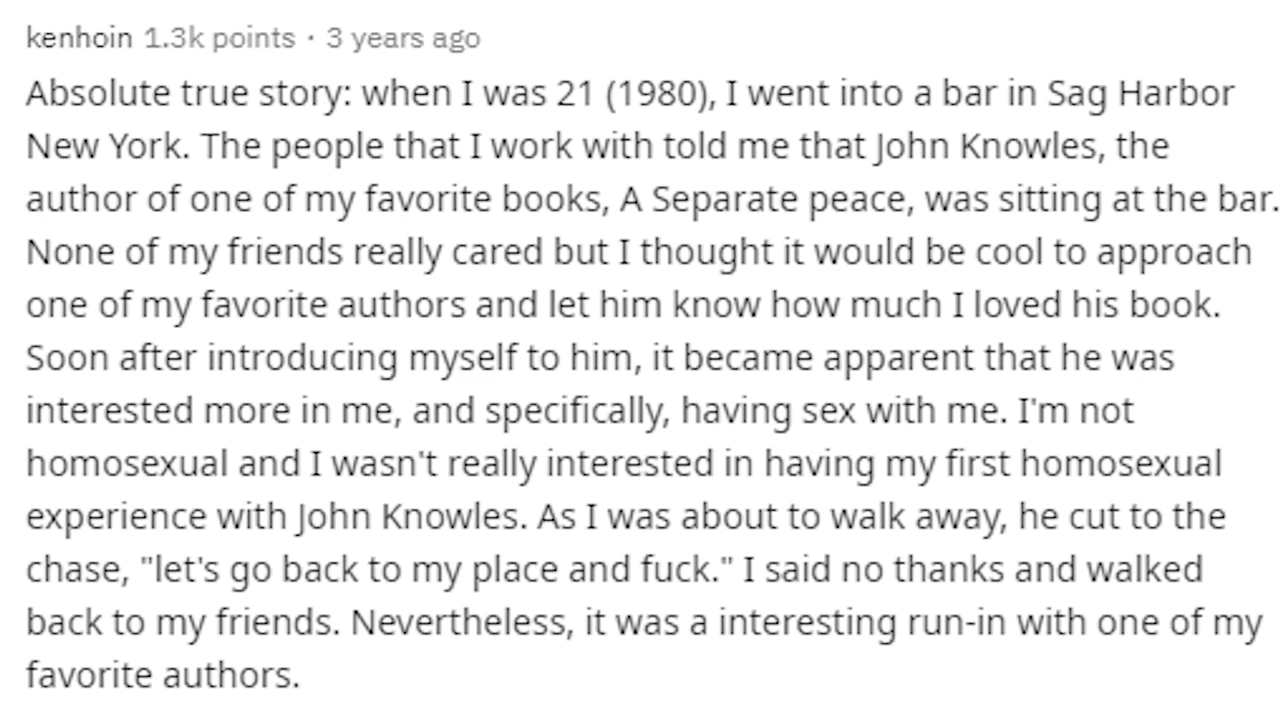 kenhoin 1.3k points · 3 years ago
Absolute true story: when I was 21 (1980), I went into a bar in Sag Harbor
New York. The people that I work with told me that John Knowles, the
author of one of my favorite books, A Separate peace, was sitting at the bar.
None of my friends really cared but I thought it would be cool to approach
one of my favorite authors and let him know how much I loved his book.
Soon after introducing myself to him, it became apparent that he was
interested more in me, and specifically, having sex with me. I'm not
homosexual and I wasn't really interested in having my first homosexual
experience with John Knowles. As I was about to walk away, he cut to the
chase, "let's go back to my place and fuck." I said no thanks and walked
back to my friends. Nevertheless, it was a interesting run-in with one of my
favorite authors.